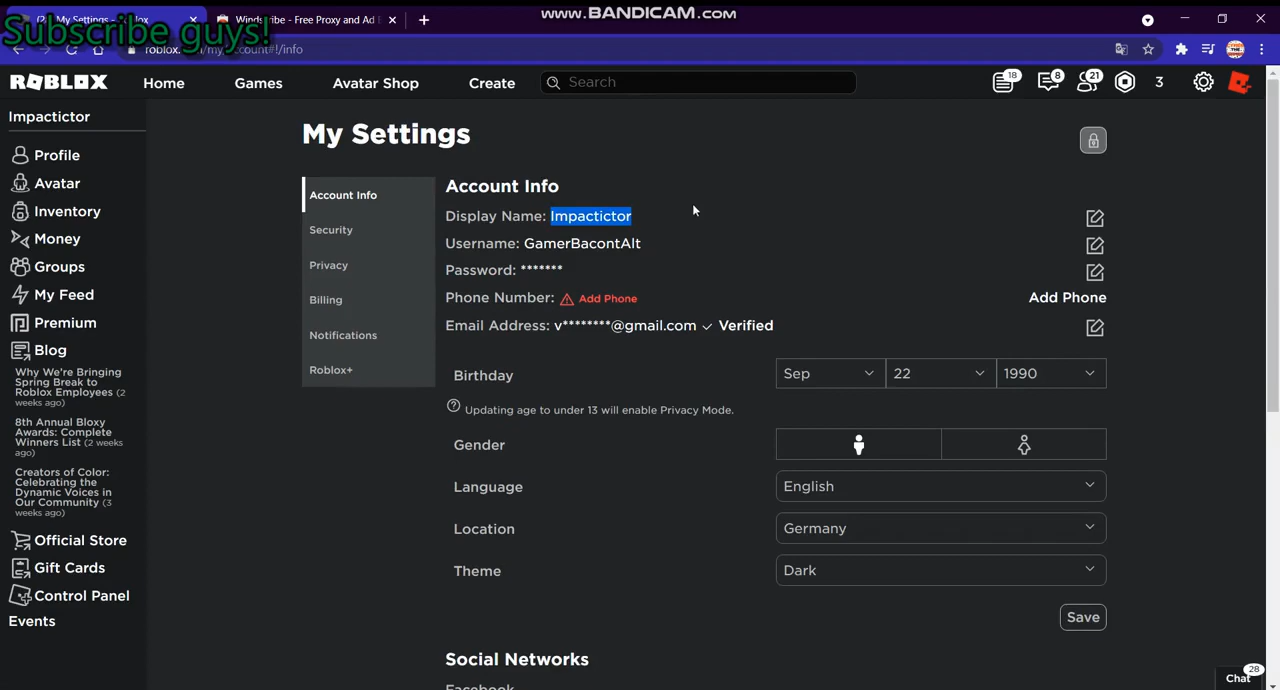 www.BANDICAM.com
(2) My Settings - Roblox
Windscribe - Free Proxy and Ad
Subscribe guys!
/info
ROBLOX
Home
Games
Avatar Shop
Create
Search
18
8
21
3
Impactictor
Profile
Avatar
Inventory
Money
Groups
My Feed
Premium
Blog
Why We're Bringing
Spring Break to
Roblox Employees (2
weeks ago)
8th Annual Bloxy
Awards: Complete
Winners List (2 weeks
ago)
Creators of Color:
Celebrating the
Dynamic Voices in
Our Community (3
weeks ago)
Official Store
Gift Cards
Control Panel
Events
My Settings
Account Info
Security
Privacy
Billing
Notifications
Roblox+
Account Info
Display Name: Impactictor
Username: GamerBacontAlt
Password: *******
Phone Number: Add Phone
Add Phone
Email Address: v********@gmail.com ✓ Verified
Birthday
Sep
22
1990
Updating age to under 13 will enable Privacy Mode.
Gender
Language
English
Location
Germany
Theme
Dark
Save
Social Networks
Facebook
Chat
28